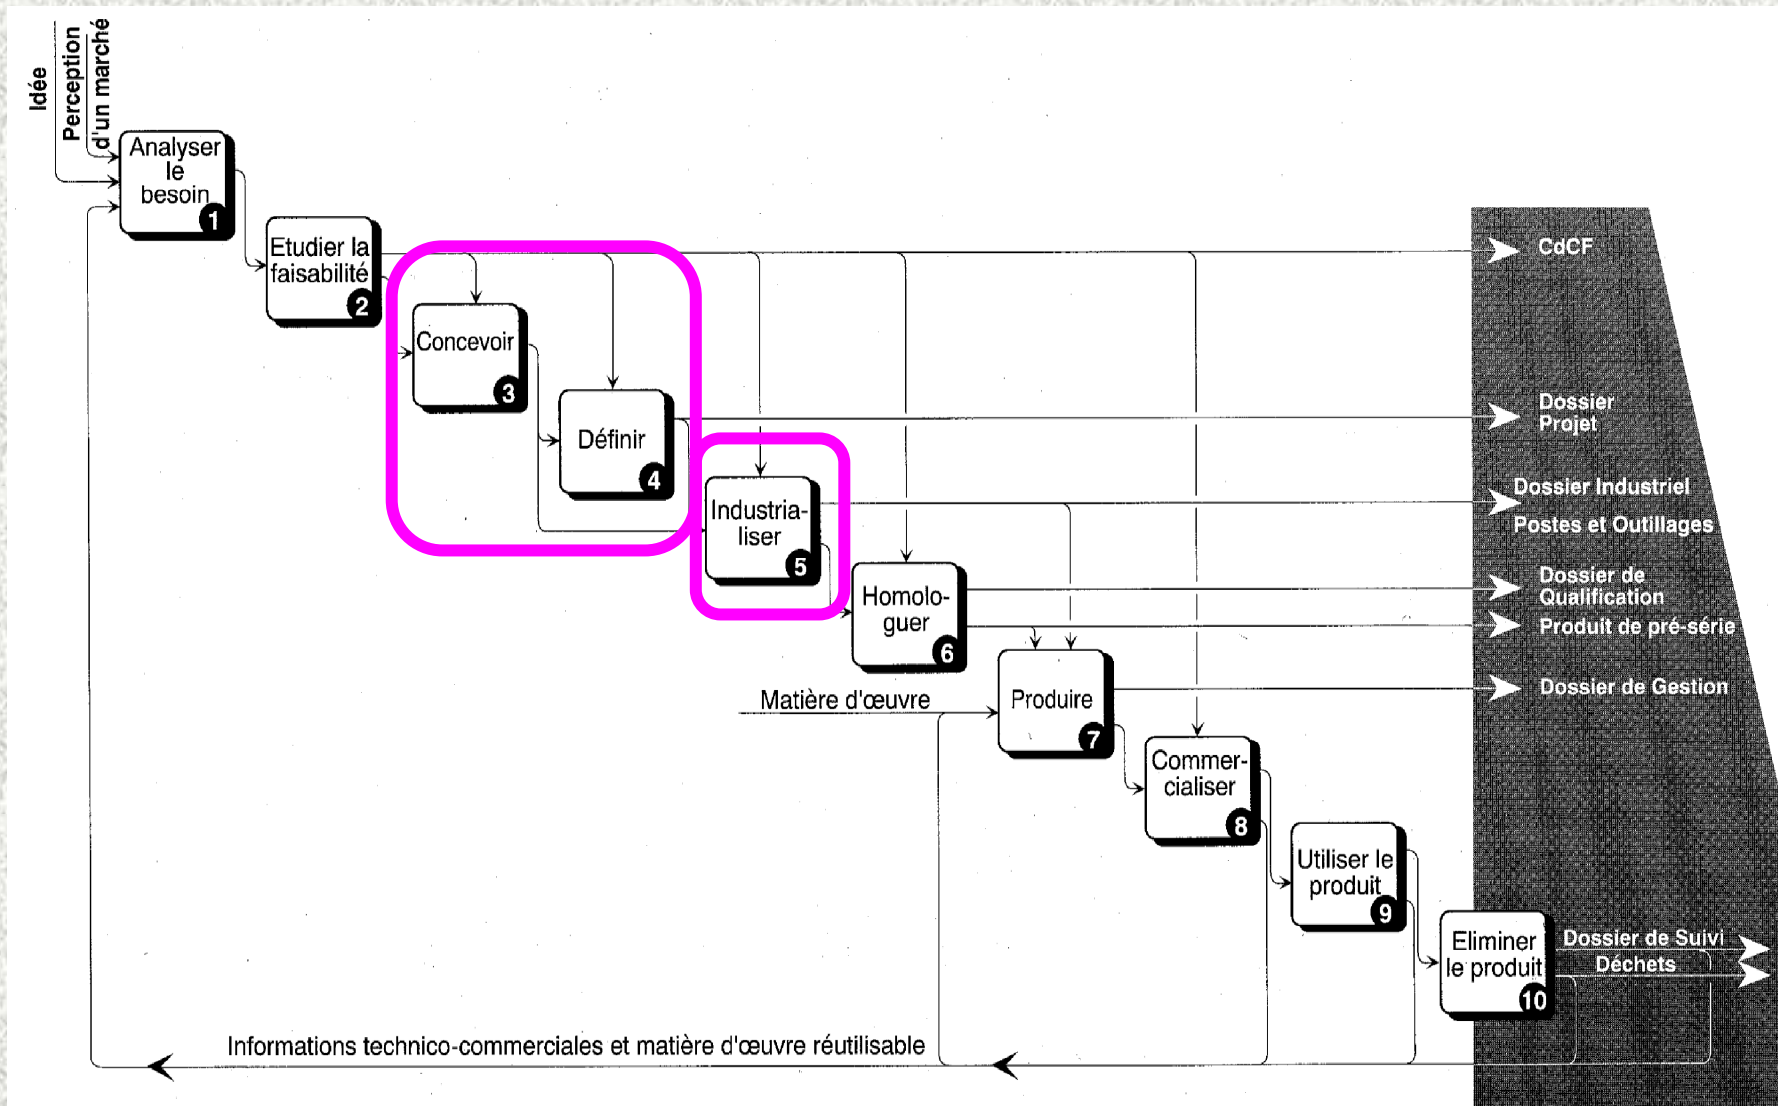 Idée
Perception
d'un marché
Analyser
le
besoin
1
Etudier la
faisabilité
2
CdCF
Concevoir
3
Définir
4
Dossier
Projet
Industria-
liser
5
Dossier Industriel
Postes et Outillages
Homolo-
guer
6
Dossier de
Qualification
Produit de pré-série
Matière d'œuvre
Produire
7
Dossier de Gestion
Commer-
cialiser
8
Utiliser le
produit
9
Eliminer
le produit
10
Dossier de Suivi
Déchets
Informations technico-commerciales et matière d'œuvre réutilisable